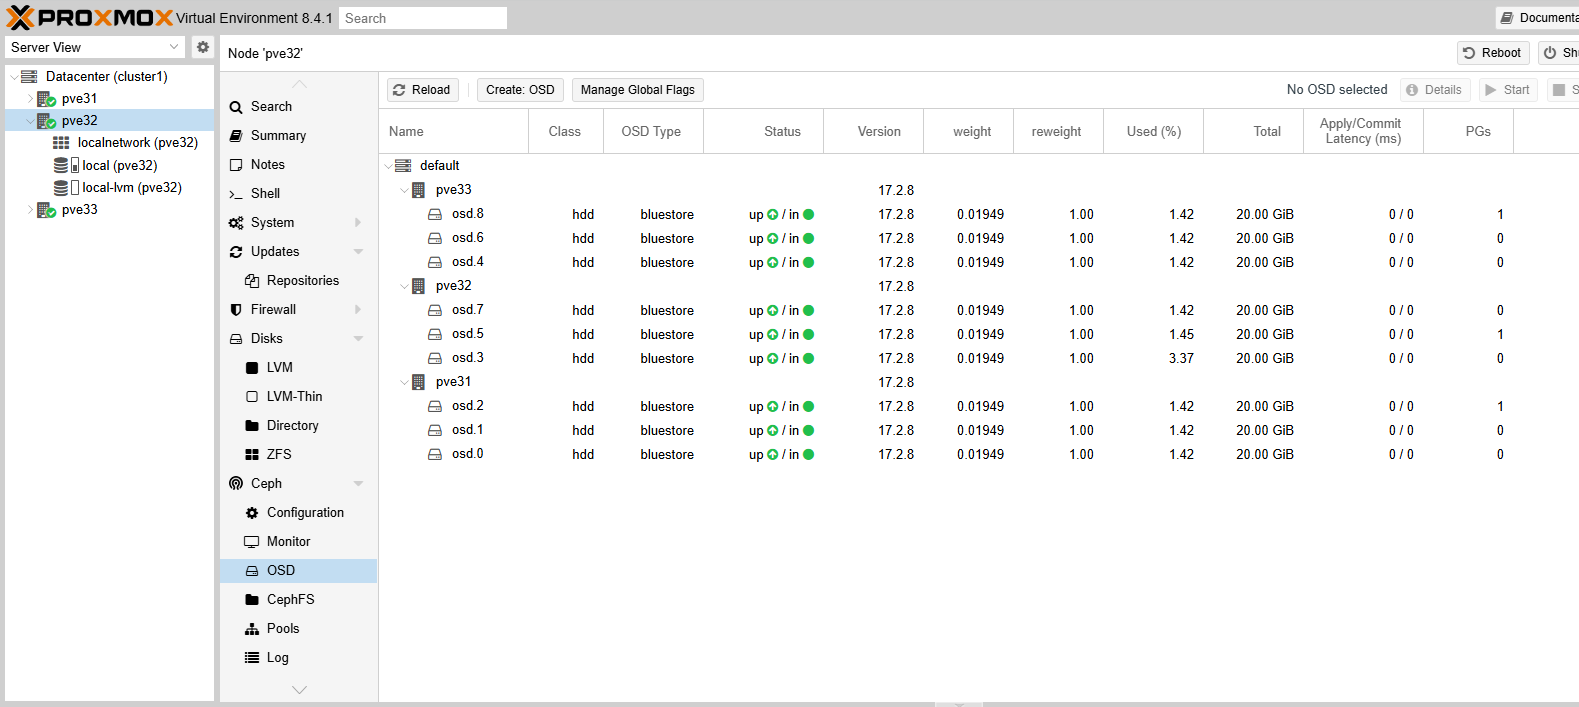 PROXMOX Virtual Environment 8.4.1 Search
Documenta
Server View
Node 'pve32'
Reboot
Shu
Datacenter (cluster1)
pve31
pve32
localnetwork (pve32)
local (pve32)
local-lvm (pve32)
pve33
Search
Summary
Notes
Shell
System
Updates
Repositories
Firewall
Disks
LVM
LVM-Thin
Directory
ZFS
Ceph
Configuration
Monitor
OSD
CephFS
Pools
Log
Reload Create: OSD Manage Global Flags No OSD selected Details Start S
Name Class OSD Type Status Version weight reweight Used (%) Total Apply/Commit Latency (ms) PGs
default
pve33 17.2.8
osd.8 hdd bluestore up / in 17.2.8 0.01949 1.00 1.42 20.00 GiB 0 / 0 1
osd.6 hdd bluestore up / in 17.2.8 0.01949 1.00 1.42 20.00 GiB 0 / 0 0
osd.4 hdd bluestore up / in 17.2.8 0.01949 1.00 1.42 20.00 GiB 0 / 0 0
pve32 17.2.8
osd.7 hdd bluestore up / in 17.2.8 0.01949 1.00 1.42 20.00 GiB 0 / 0 0
osd.5 hdd bluestore up / in 17.2.8 0.01949 1.00 1.45 20.00 GiB 0 / 0 1
osd.3 hdd bluestore up / in 17.2.8 0.01949 1.00 3.37 20.00 GiB 0 / 0 0
pve31 17.2.8
osd.2 hdd bluestore up / in 17.2.8 0.01949 1.00 1.42 20.00 GiB 0 / 0 1
osd.1 hdd bluestore up / in 17.2.8 0.01949 1.00 1.42 20.00 GiB 0 / 0 0
osd.0 hdd bluestore up / in 17.2.8 0.01949 1.00 1.42 20.00 GiB 0 / 0 0